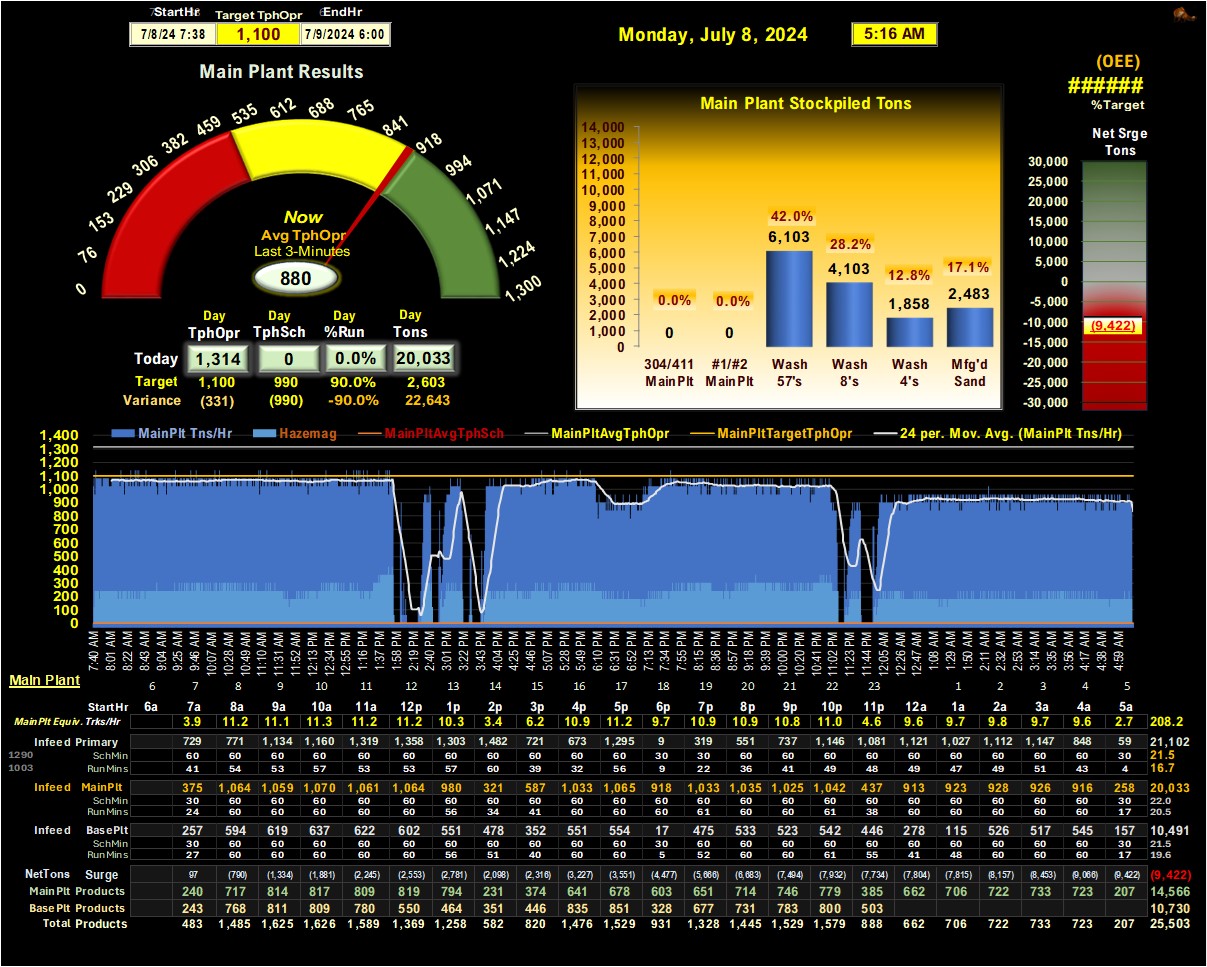 StartHr Target TphOpr EndHr
7/8/24 7:38 1,100 7/9/2024 6:00
Monday, July 8, 2024 5:16 AM
(OEE)
######
%Target
Main Plant Results
0 76 153 229 306 382 459 535 612 688 765 841 918 994 1,071 1,147 1,224 1,300
Now
Avg TphOpr
Last 3-Minutes
880
Day Day Day Day
TphOpr TphSch %Run Tons
Today 1,314 0 0.0% 20,033
Target 1,100 990 90.0% 2,603
Variance (331) (990) -90.0% 22,643
Main Plant Stockpiled Tons
14,000
13,000
12,000
11,000
10,000
9,000
8,000
7,000
6,000
5,000
4,000
3,000
2,000
1,000
0
0.0% 0.0% 42.0% 28.2% 12.8% 17.1%
0 0 6,103 4,103 1,858 2,483
304/411 #1/#2 Wash Wash Wash Mfg'd
MainPlt MainPlt 57's 8's 4's Sand
Net Srge
Tons
30,000
25,000
20,000
15,000
10,000
5,000
0
-5,000
-10,000
(9,422)
-15,000
-20,000
-25,000
-30,000
MainPlt Tns/Hr Hazemag MainPltAvgTphSch MainPltAvgTphOpr MainPltTargetTphOpr 24 per. Mov. Avg. (MainPlt Tns/Hr)
1,400
1,300
1,200
1,100
1,000
900
800
700
600
500
400
300
200
100
0
7:40 AM 8:01 AM 8:22 AM 8:43 AM 9:04 AM 9:25 AM 9:46 AM 10:07 AM 10:28 AM 10:49 AM 11:10 AM 11:31 AM 11:52 AM 12:13 PM 12:34 PM 12:55 PM 1:16 PM 1:37 PM 1:58 PM 2:19 PM 2:40 PM 3:01 PM 3:22 PM 3:43 PM 4:04 PM 4:25 PM 4:46 PM 5:07 PM 5:28 PM 5:49 PM 6:10 PM 6:31 PM 6:52 PM 7:13 PM 7:34 PM 7:55 PM 8:15 PM 8:36 PM 8:57 PM 9:18 PM 9:39 PM 10:00 PM 10:20 PM 10:41 PM 11:02 PM 11:23 PM 11:44 PM 12:06 AM 12:26 AM 12:47 AM 1:08 AM 1:29 AM 1:50 AM 2:11 AM 2:32 AM 2:53 AM 3:14 AM 3:35 AM 3:56 AM 4:17 AM 4:38 AM 4:59 AM
Main Plant
6 7 8 9 10 11 12 13 14 15 16 17 18 19 20 21 22 23 1 2 3 4 5
StartHr 6a 7a 8a 9a 10a 11a 12p 1p 2p 3p 4p 5p 6p 7p 8p 9p 10p 11p 12a 1a 2a 3a 4a 5a
MainPlt Equiv. Trks/Hr 3.9 11.2 11.1 11.3 11.2 11.2 10.3 3.4 6.2 10.9 11.2 9.7 10.9 10.9 10.8 11.0 4.6 9.6 9.7 9.8 9.7 9.6 2.7 208.2
Infeed Primary 729 771 1,134 1,160 1,319 1,358 1,303 1,482 721 673 1,295 9 319 551 737 1,146 1,081 1,121 1,027 1,112 1,147 848 59 21,102
1290 SchMin 60 60 60 60 60 60 60 60 60 60 60 30 30 60 60 60 60 60 60 60 60 60 30 21.5
1003 RunMins 41 54 53 57 53 53 57 60 39 32 56 9 22 36 41 49 48 49 47 49 51 43 4 16.7
Infeed MainPlt 375 1,064 1,059 1,070 1,061 1,064 980 321 587 1,033 1,065 918 1,033 1,035 1,025 1,042 437 913 923 928 926 916 258 20,033
SchMin 30 60 60 60 60 60 60 60 60 60 60 60 60 60 60 60 60 60 60 60 60 60 30 22.0
RunMins 24 60 60 60 60 60 56 34 41 60 60 60 60 60 60 61 38 60 60 60 60 60 17 20.5
Infeed BasePlt 257 594 619 637 622 602 551 478 352 551 554 17 475 533 523 542 446 278 115 526 517 545 157 10,491
SchMin 30 60 60 60 60 60 60 60 60 60 60 30 60 60 60 60 60 60 60 60 60 60 30 21.5
RunMins 27 60 60 60 60 60 56 51 40 60 60 5 52 60 60 61 55 41 48 60 60 60 17 19.6
NetTons Surge 97 (790) (1,334) (1,881) (2,245) (2,553) (2,781) (2,098) (2,316) (3,227) (3,551) (4,477) (5,666) (6,683) (7,494) (7,932) (7,734) (7,804) (7,815) (8,157) (8,453) (9,066) (9,422) (9,422)
MainPlt Products 240 717 814 817 809 819 794 231 374 641 678 603 651 714 746 779 385 662 706 722 733 723 207 14,566
BasePlt Products 243 768 811 809 780 550 464 351 446 835 851 328 677 731 783 800 503 10,730
Total Products 483 1,485 1,625 1,626 1,589 1,369 1,258 582 820 1,476 1,529 931 1,328 1,445 1,529 1,579 888 662 706 722 733 723 207 25,503